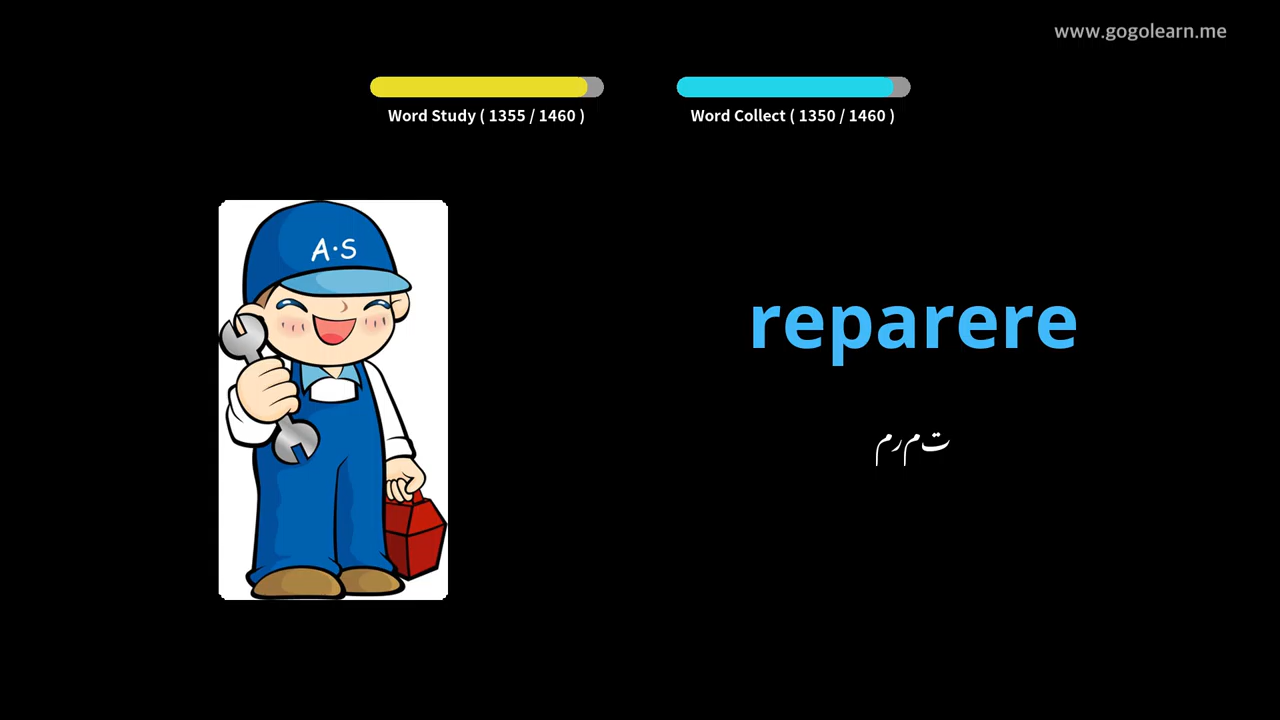 www.gogolearn.me
Word Study ( 1355 / 1460 )
Word Collect ( 1350 / 1460 )
A·S
reparere
مرمت